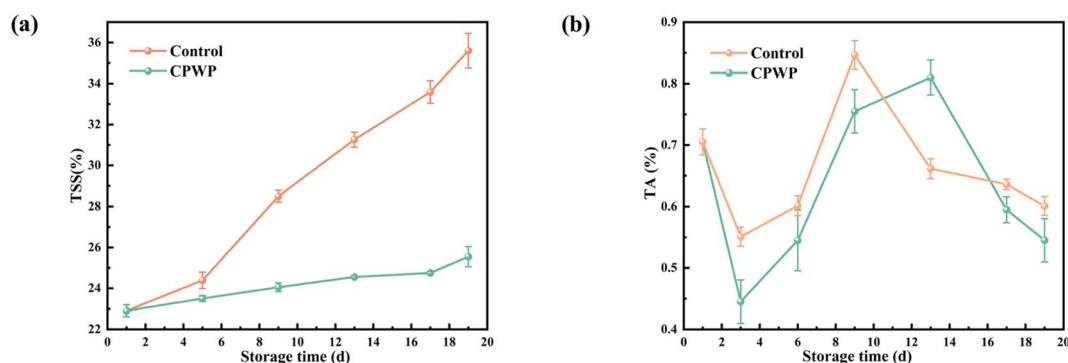 (a)
36
34
32
30
28
26
24
22
TSS(%)
Control
CPWP
0 2 4 6 8 10 12 14 16 18 20
Storage time (d)
(b)
0.9
0.8
0.7
0.6
0.5
0.4
TA (%)
Control
CPWP
0 2 4 6 8 10 12 14 16 18 20
Storage time (d)